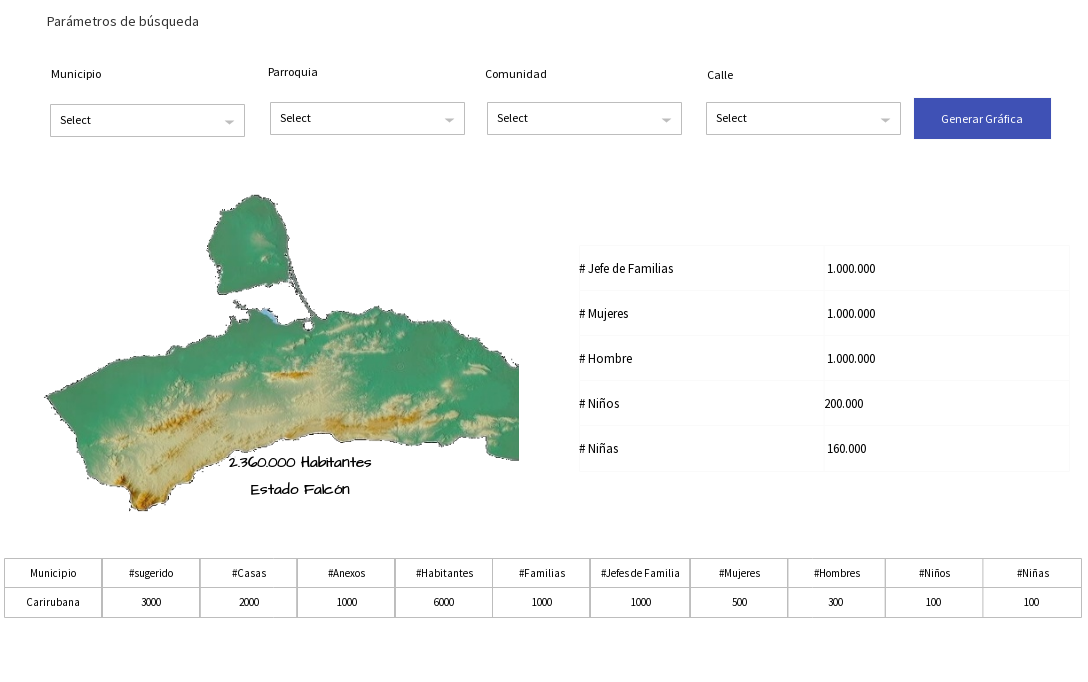 Parámetros de búsqueda
Municipio Parroquia Comunidad Calle
Select Select Select Select Generar Gráfica
# Jefe de Familias 1.000.000
# Mujeres 1.000.000
# Hombre 1.000.000
# Niños 200.000
# Niñas 160.000
2.360.000 Habitantes
Estado Falcón
Municipio #sugerido #Casas #Anexos #Habitantes #Familias #Jefes de Familia #Mujeres #Hombres #Niños #Niñas
Carirubana 3000 2000 1000 6000 1000 1000 500 300 100 100